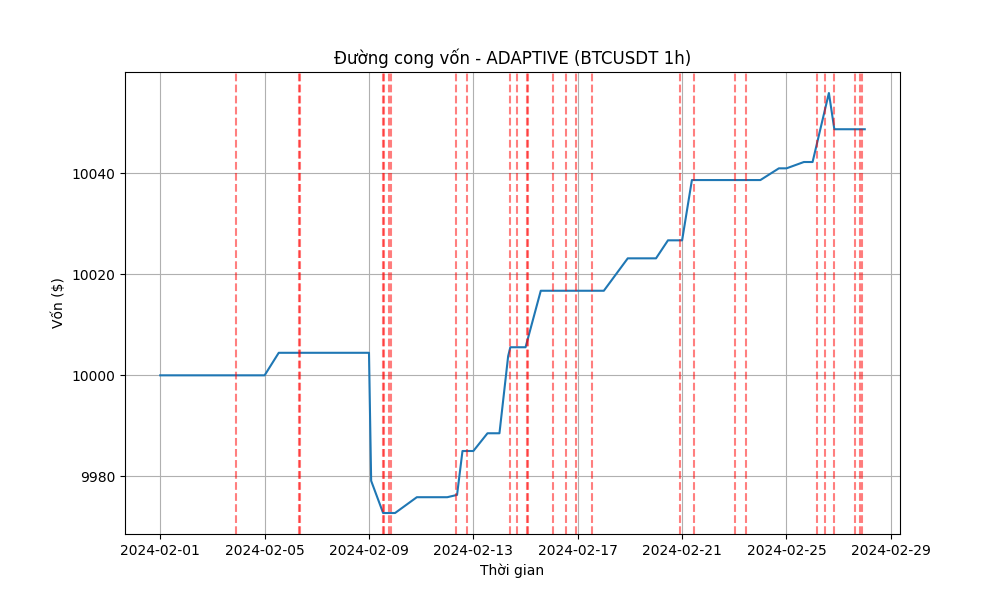 Đường cong vốn - ADAPTIVE (BTCUSDT 1h)
Vốn ($)
10040
10020
10000
9980
2024-02-01 2024-02-05 2024-02-09 2024-02-13 2024-02-17 2024-02-21 2024-02-25 2024-02-29
Thời gian